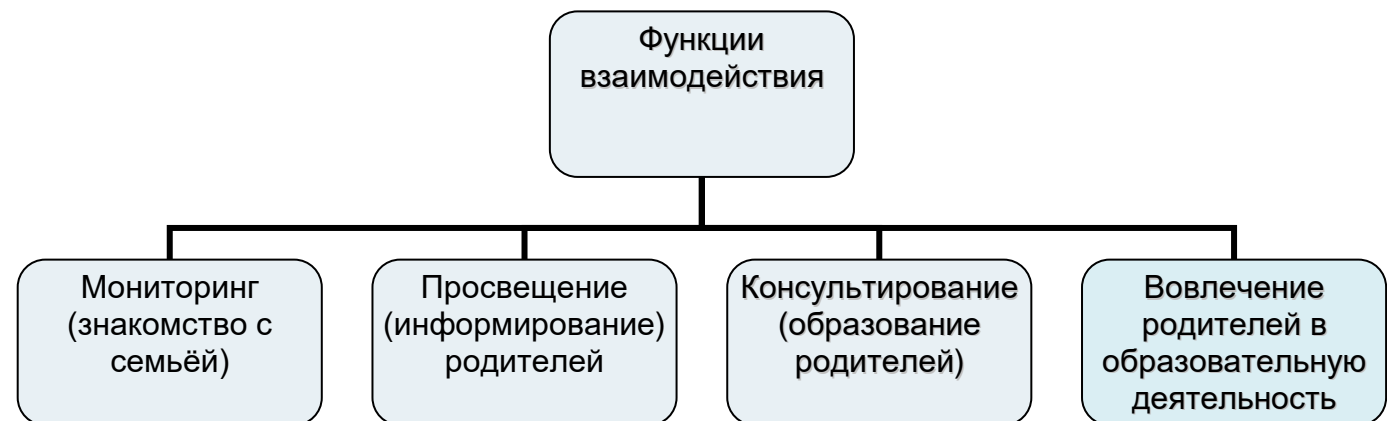 Функции
взаимодействия
Мониторинг
(знакомство с
семьёй)
Просвещение
(информирование)
родителей
Консультирование
(образование
родителей)
Вовлечение
родителей в
образовательную
деятельность